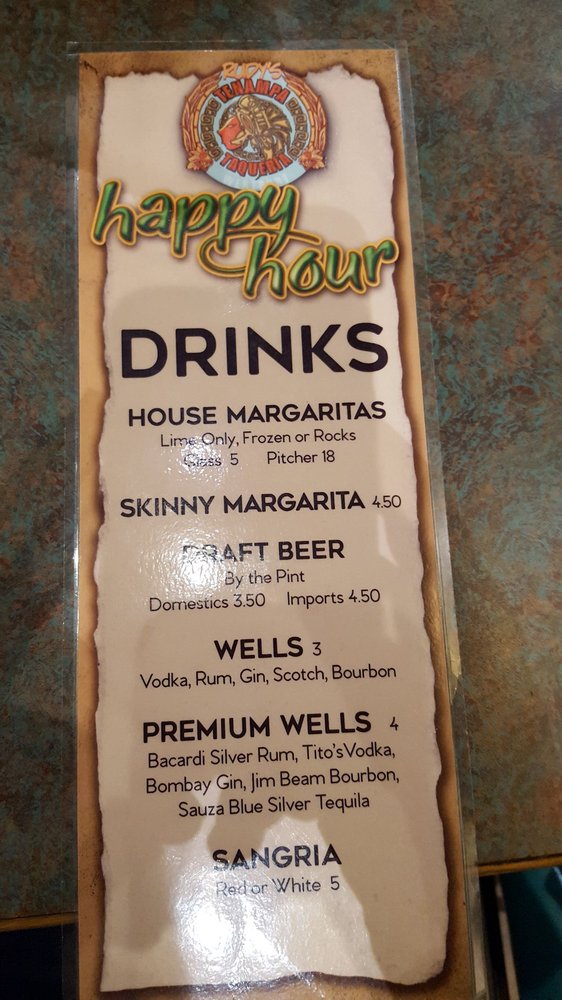 RUDY'S
TENAMPA
TAQUERIA
happy
hour
DRINKS
HOUSE MARGARITAS
Lime Only, Frozen or Rocks
Glass 5 Pitcher 18
SKINNY MARGARITA 4.50
DRAFT BEER
By the Pint
Domestics 3.50 Imports 4.50
WELLS 3
Vodka, Rum, Gin, Scotch, Bourbon
PREMIUM WELLS 4
Bacardi Silver Rum, Tito's Vodka,
Bombay Gin, Jim Beam Bourbon,
Sauza Blue Silver Tequila
SANGRIA
Red or White 5